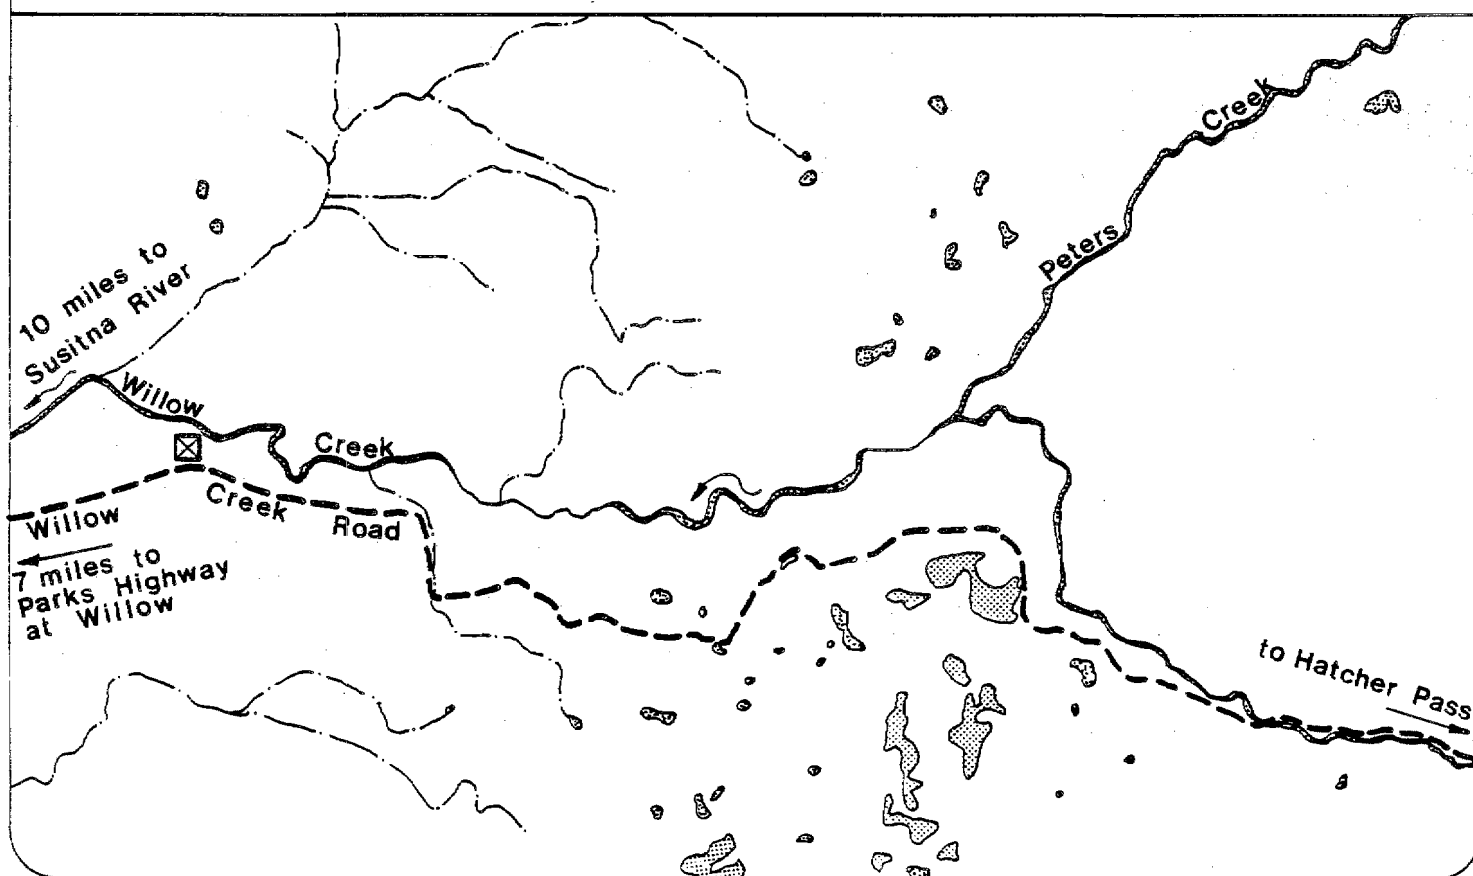 Creek
Peters
10 miles to
Susitna River
Willow
Creek
Willow
Creek
Road
7 miles to
Parks Highway
at Willow
to Hatcher Pass